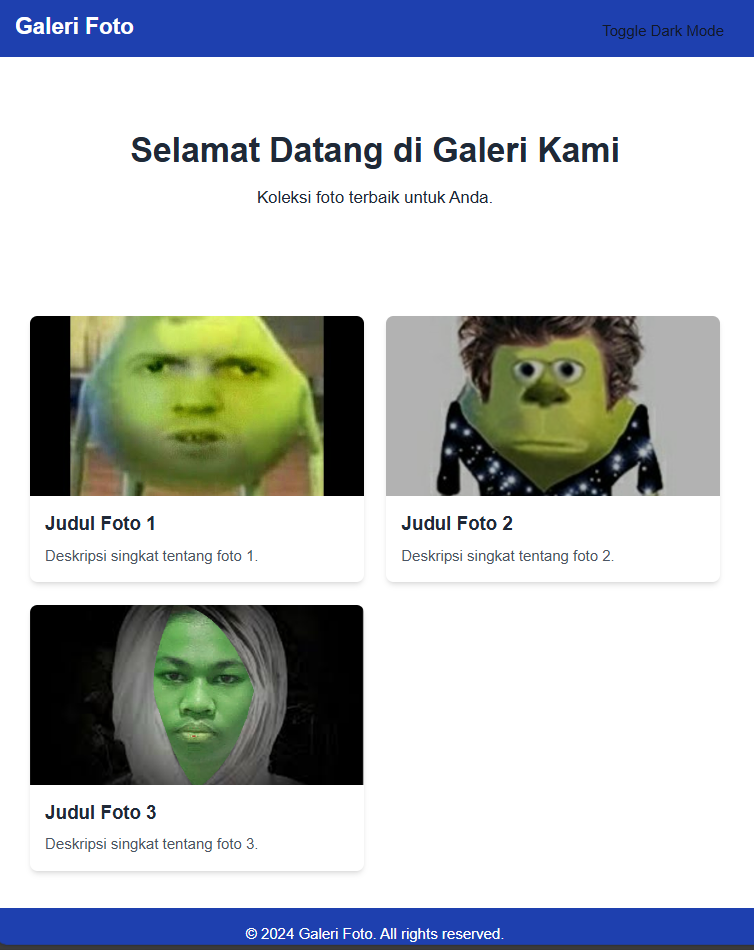 Galeri Foto
Toggle Dark Mode
Selamat Datang di Galeri Kami
Koleksi foto terbaik untuk Anda.
Judul Foto 1
Deskripsi singkat tentang foto 1.
Judul Foto 2
Deskripsi singkat tentang foto 2.
Judul Foto 3
Deskripsi singkat tentang foto 3.
© 2024 Galeri Foto. All rights reserved.